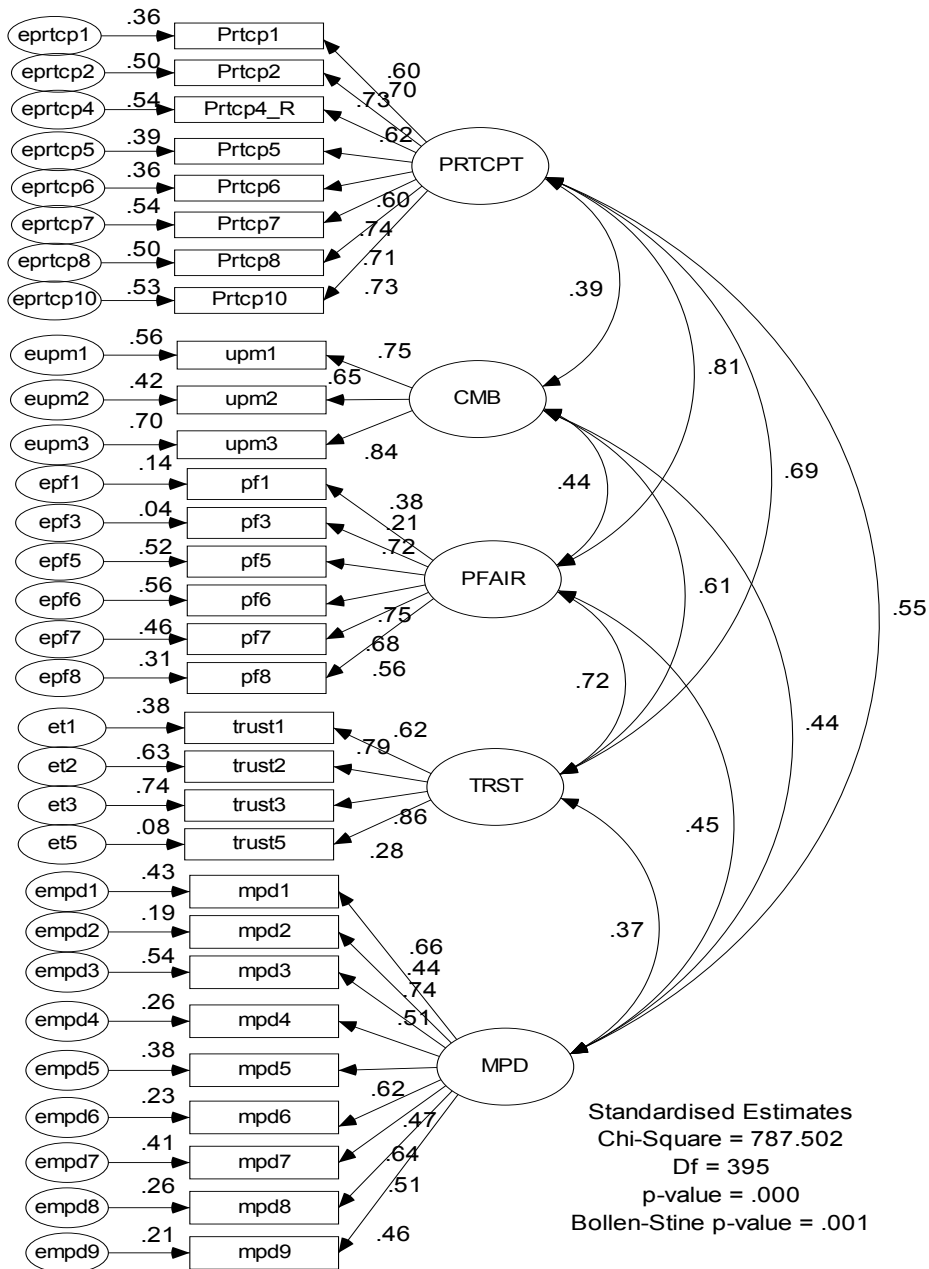 .36
eprtcp1
Prtcp1
.50
eprtcp2
Prtcp2
.54
eprtcp4
Prtcp4_R
.39
eprtcp5
Prtcp5
.36
eprtcp6
Prtcp6
.54
eprtcp7
Prtcp7
.50
eprtcp8
Prtcp8
.53
eprtcp10
Prtcp10
.60
.70
.73
.62
.60
.74
.71
.73
PRTCPT
.56
eupm1
upm1
.42
eupm2
upm2
.70
eupm3
upm3
.75
.65
.84
CMB
.14
epf1
pf1
.04
epf3
pf3
.52
epf5
pf5
.56
epf6
pf6
.46
epf7
pf7
.31
epf8
pf8
.38
.21
.72
.75
.68
.56
PFAIR
.38
et1
trust1
.63
et2
trust2
.74
et3
trust3
.08
et5
trust5
.62
.79
.86
.28
TRST
.43
empd1
mpd1
.19
empd2
mpd2
.54
empd3
mpd3
.26
empd4
mpd4
.38
empd5
mpd5
.23
empd6
mpd6
.41
empd7
mpd7
.26
empd8
mpd8
.21
empd9
mpd9
.66
.44
.74
.51
.62
.47
.64
.51
.46
MPD
.39
.81
.69
.44
.61
.55
.72
.44
.45
.37
Standardised Estimates
Chi-Square = 787.502
Df = 395
p-value = .000
Bollen-Stine p-value = .001